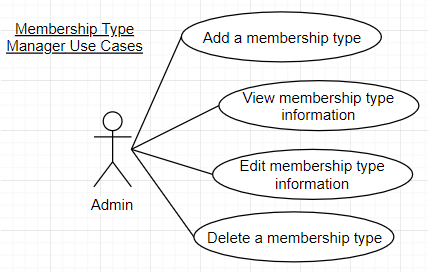 Membership Type
Manager Use Cases
Add a membership type
View membership type
information
Edit membership type
information
Admin
Delete a membership type